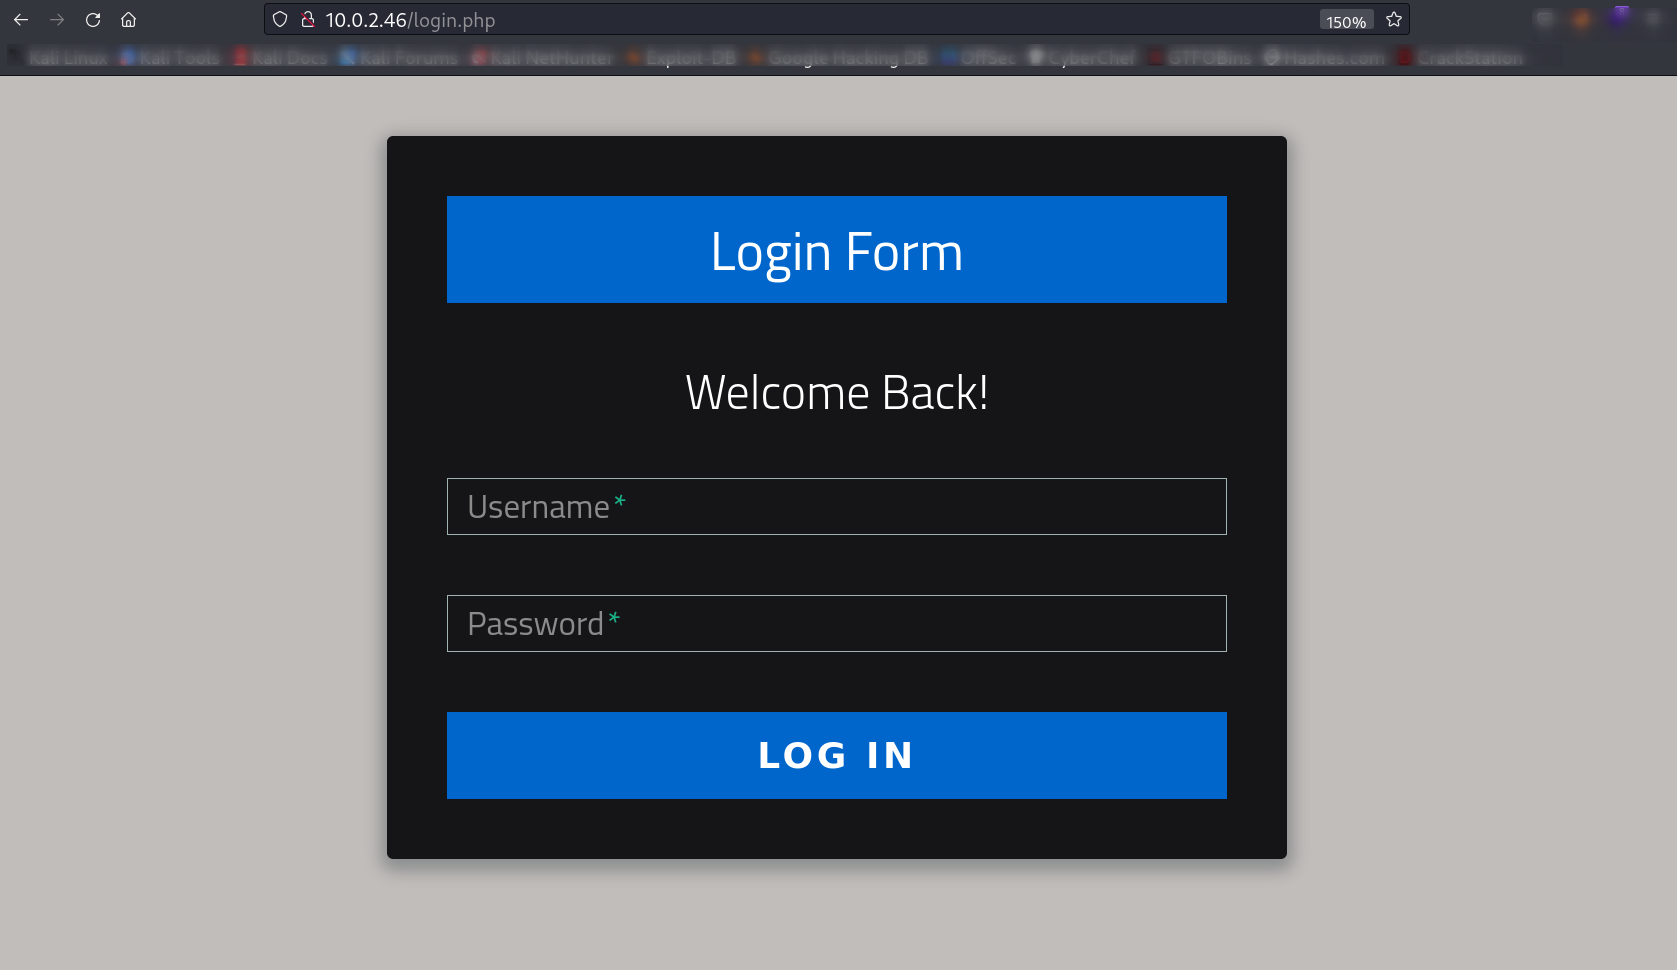 10.0.2.46/login.php
150%
Kali Linux Kali Tools Kali Docs Kali Forums Kali NetHunter Exploit-DB Google Hacking DB OffSec CyberChef GTFOBins Hashes.com CrackStation
Login Form
Welcome Back!
Username*
Password*
LOG IN